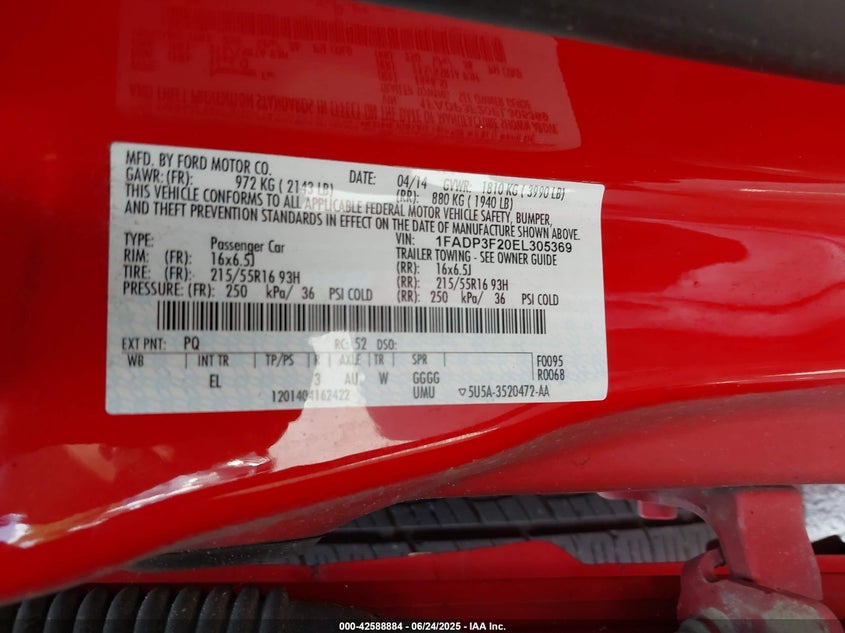 MFD. BY FORD MOTOR CO.
DATE: 04/14 GVWR: 1810 KG ( 3990 LB)
GAWR: (FR): 972 KG ( 2143 LB) (RR): 880 KG ( 1940 LB)
THIS VEHICLE CONFORMS TO ALL APPLICABLE FEDERAL MOTOR VEHICLE SAFETY, BUMPER,
AND THEFT PREVENTION STANDARDS IN EFFECT ON THE DATE OF MANUFACTURE SHOWN ABOVE.
VIN: 1FADP3F20EL305369
TYPE: Passenger Car TRAILER TOWING - SEE OWNER GUIDE
RIM: (FR): 16x6.5J (RR): 16x6.5J
TIRE: (FR): 215/55R16 93H (RR): 215/55R16 93H
PRESSURE: (FR): 250 kPa/ 36 PSI COLD (RR): 250 kPa/ 36 PSI COLD
EXT PNT: PQ RC: 52 DSO:
WB INT TR TP/PS R AXLE TR SPR F0095
EL 3 AU W GGGG R0068
1201404162422 UMU ▽5U5A-3520472-AA
000-42588884 | 06/24/2025 - IAA Inc.